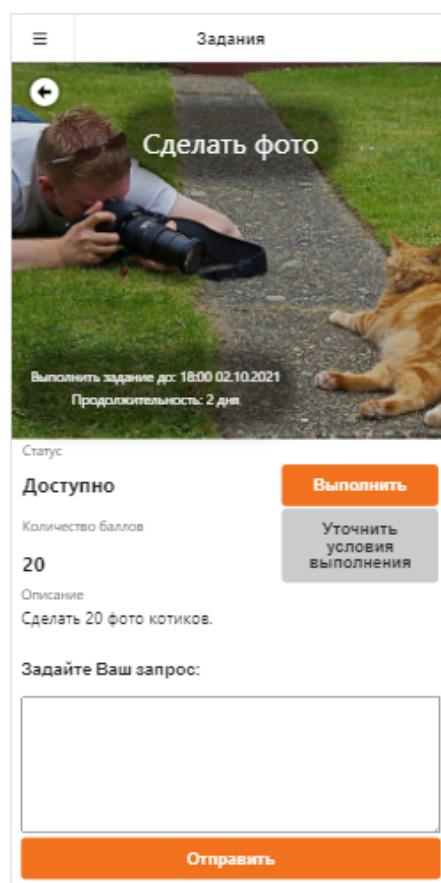 Задания
Сделать фото
Выполнить задание до: 18:00 02.10.2021
Продолжительность: 2 дня
Статус
Доступно
Выполнить
Количество баллов
20
Уточнить
условия
выполнения
Описание
Сделать 20 фото котиков.
Задайте Ваш запрос:
Отправить